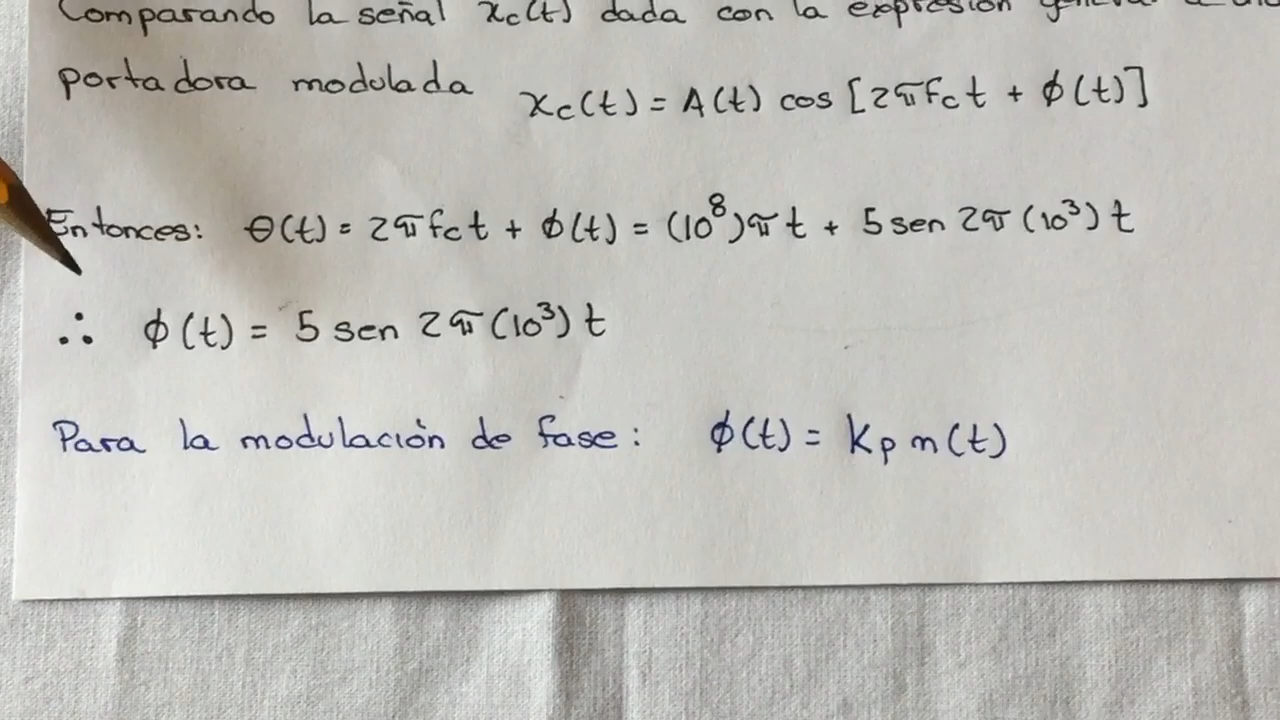 Comparando la señal xc(t) dada con la expresión
portadora modulada xc(t) = A(t) cos [2πfct + φ(t)]
Entonces: θ(t) = 2πfct + φ(t) = (10⁸)πt + 5 sen 2π(10³)t
∴ φ(t) = 5 sen 2π(10³)t
Para la modulación de fase: φ(t) = Kp m(t)